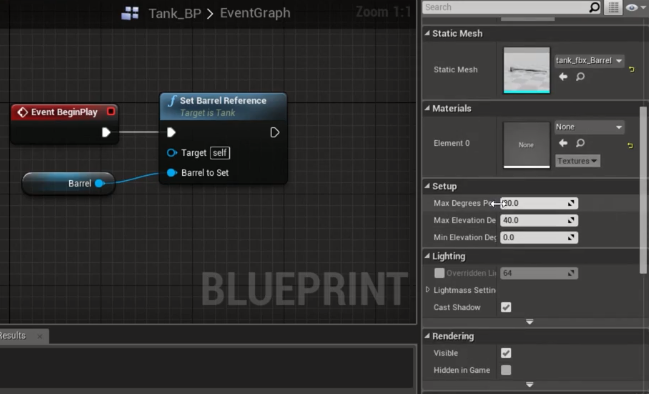 Tank_BP > EventGraph
Zoom 1:1
Event BeginPlay
Set Barrel Reference
Target is Tank
Target self
Barrel to Set
Barrel
BLUEPRINT
Results
Search
Static Mesh
Static Mesh
tank_fbx_Barrel
Materials
Element 0
None
None
Textures
Setup
Max Degrees Pe
Max Elevation De 40.0
Min Elevation Deg 0.0
Lighting
Overridden Li 64
Lightmass Settin
Cast Shadow
Rendering
Visible
Hidden in Game